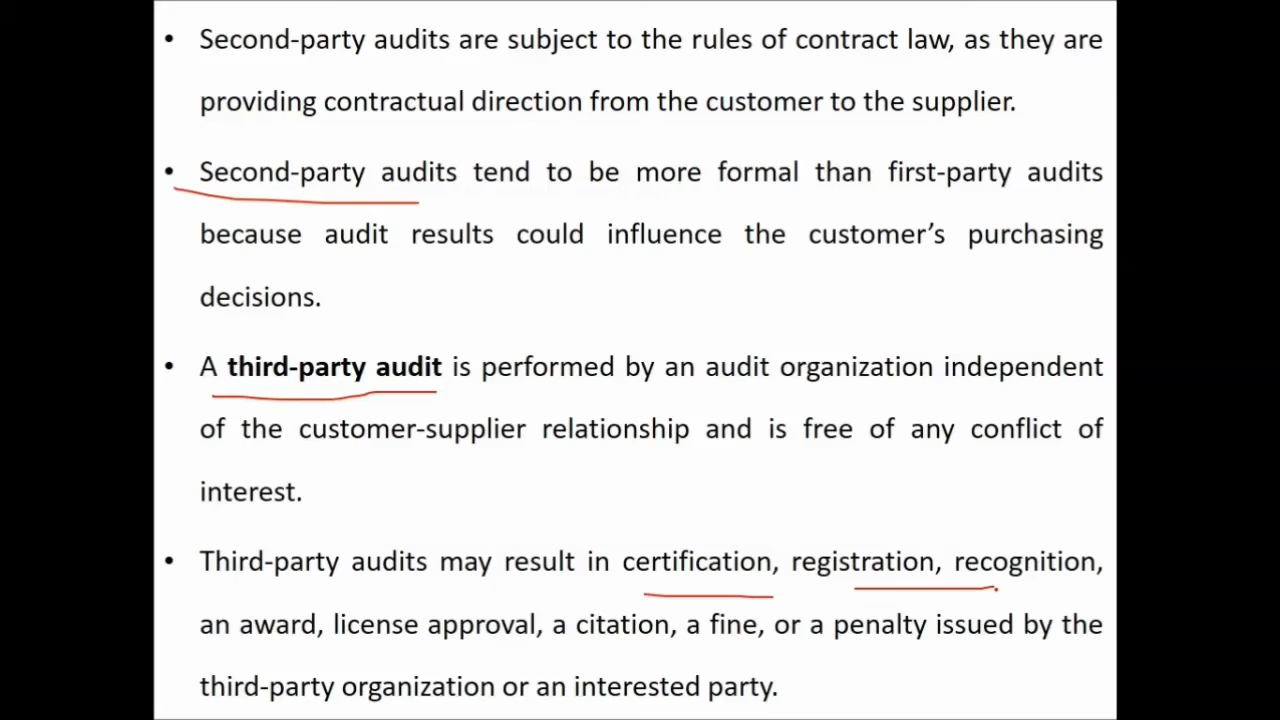 • Second-party audits are subject to the rules of contract law, as they are
providing contractual direction from the customer to the supplier.
• Second-party audits tend to be more formal than first-party audits
because audit results could influence the customer’s purchasing
decisions.
• A third-party audit is performed by an audit organization independent
of the customer-supplier relationship and is free of any conflict of
interest.
• Third-party audits may result in certification, registration, recognition,
an award, license approval, a citation, a fine, or a penalty issued by the
third-party organization or an interested party.